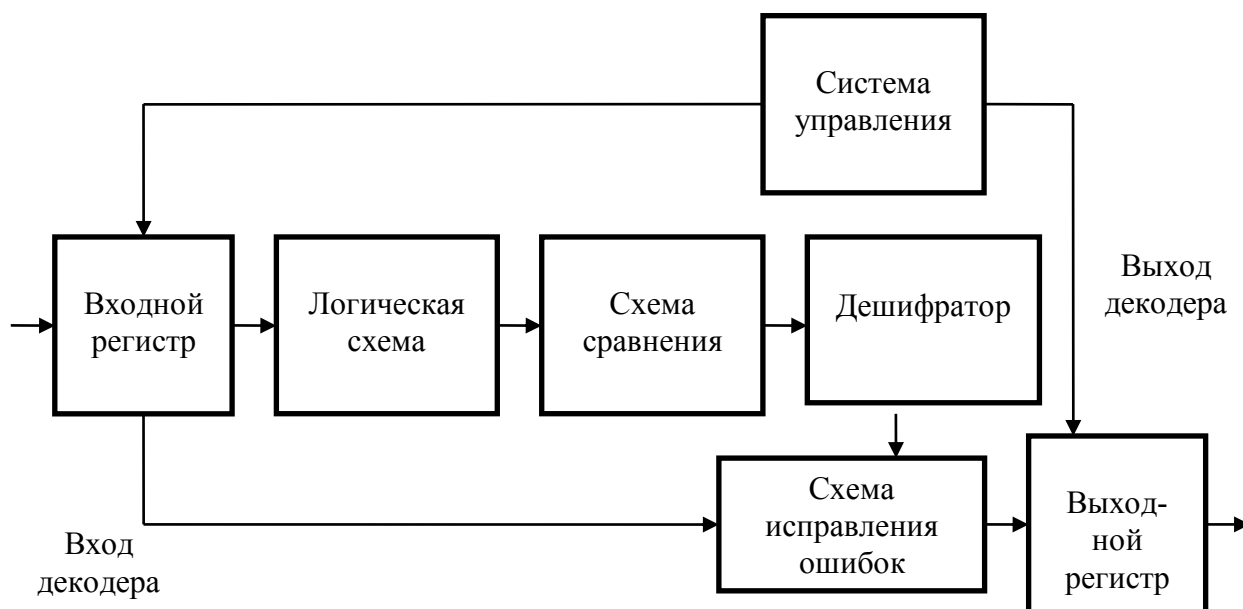 Система
управления
Входной
регистр
Логическая
схема
Схема
сравнения
Дешифратор
Выход
декодера
Схема
исправления
ошибок
Выход-
ной
регистр
Вход
декодера